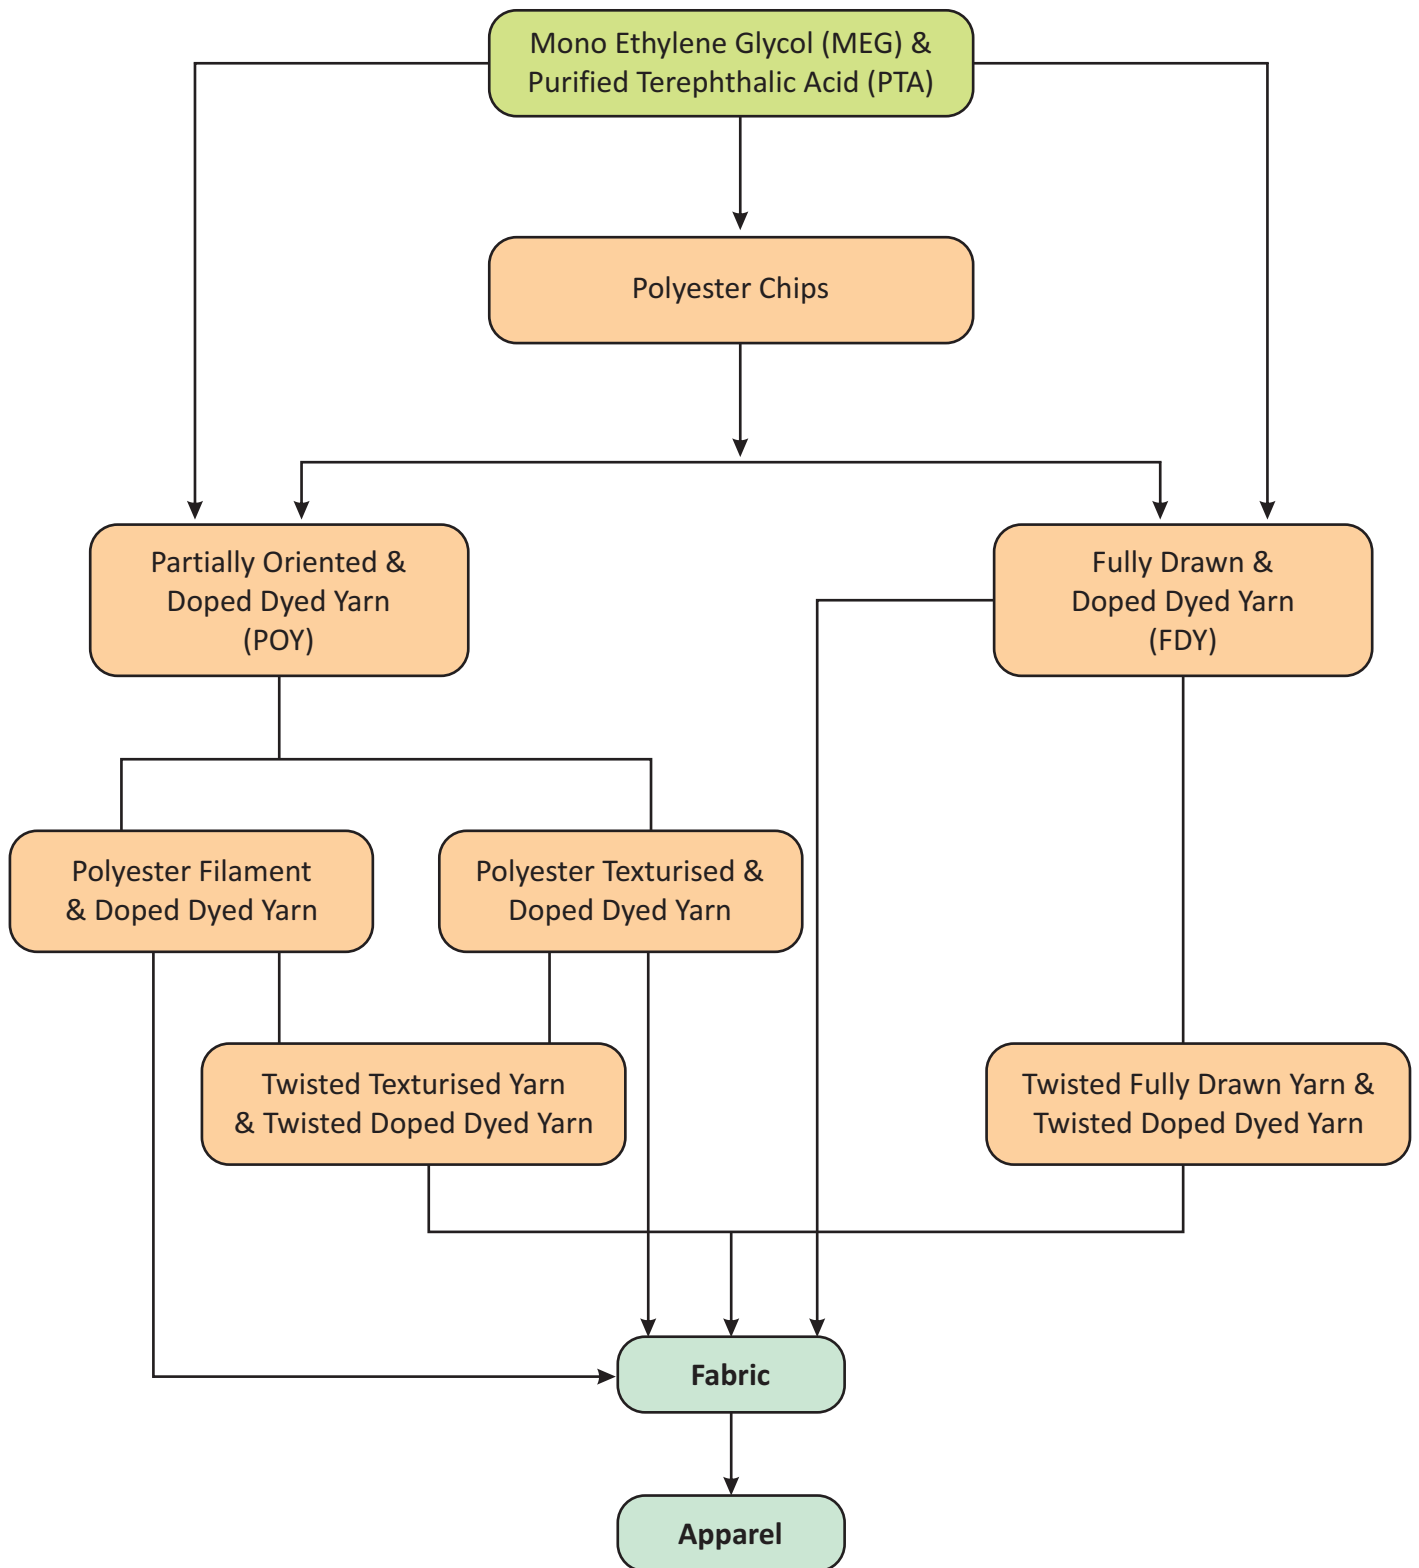 Mono Ethylene Glycol (MEG) &
Purified Terephthalic Acid (PTA)
Polyester Chips
Partially Oriented &
Doped Dyed Yarn
(POY)
Fully Drawn &
Doped Dyed Yarn
(FDY)
Polyester Filament
& Doped Dyed Yarn
Polyester Texturised &
Doped Dyed Yarn
Twisted Texturised Yarn
& Twisted Doped Dyed Yarn
Twisted Fully Drawn Yarn &
Twisted Doped Dyed Yarn
Fabric
Apparel